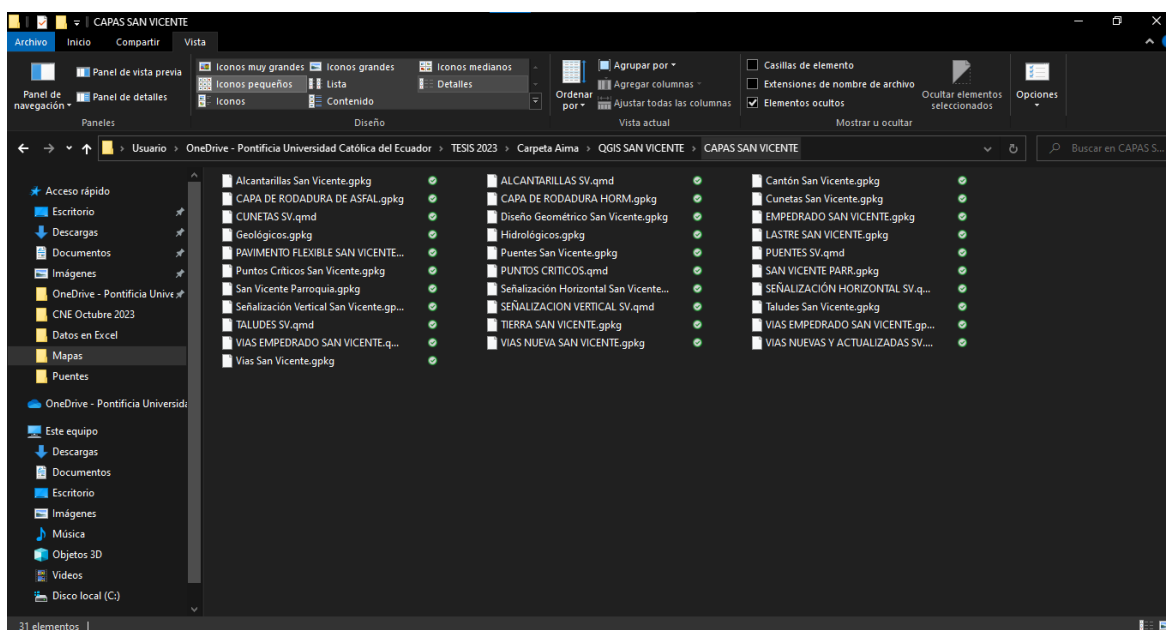 CAPAS SAN VICENTE
Archivo Inicio Compartir Vista
Panel de navegación
Panel de vista previa
Panel de detalles
Paneles
Iconos muy grandes Iconos grandes Iconos medianos
Iconos pequeños Lista Detalles
Iconos Contenido
Diseño
Ordenar por
Agrupar por
Agregar columnas
Ajustar todas las columnas
Vista actual
Casillas de elemento
Extensiones de nombre de archivo
Elementos ocultos
Ocultar elementos seleccionados
Mostrar u ocultar
Opciones
Usuario > OneDrive - Pontificia Universidad Católica del Ecuador > TESIS 2023 > Carpeta Aima > QGIS SAN VICENTE > CAPAS SAN VICENTE
Buscar en CAPAS S...
Acceso rápido
Escritorio
Descargas
Documentos
Imágenes
OneDrive - Pontificia Unive
CNE Octubre 2023
Datos en Excel
Mapas
Puentes
OneDrive - Pontificia Universida
Este equipo
Descargas
Documentos
Escritorio
Imágenes
Música
Objetos 3D
Videos
Disco local (C:)
Alcantarillas San Vicente.gpkg ALCANTARILLAS SV.qmd Cantón San Vicente.gpkg
CAPA DE RODADURA DE ASFAL.gpkg CAPA DE RODADURA HORM.gpkg Cunetas San Vicente.gpkg
CUNETAS SV.qmd Diseño Geométrico San Vicente.gpkg EMPEDRADO SAN VICENTE.gpkg
Geológicos.gpkg Hidrológicos.gpkg LASTRE SAN VICENTE.gpkg
PAVIMENTO FLEXIBLE SAN VICENTE... Puentes San Vicente.gpkg PUENTES SV.qmd
Puntos Críticos San Vicente.gpkg PUNTOS CRITICOS.qmd SAN VICENTE PARR.gpkg
San Vicente Parroquia.gpkg Señalización Horizontal San Vicente... SEÑALIZACIÓN HORIZONTAL SV.q...
Señalización Vertical San Vicente.gp... SEÑALIZACION VERTICAL SV.qmd Taludes San Vicente.gpkg
TALUDES SV.qmd TIERRA SAN VICENTE.gpkg VIAS EMPEDRADO SAN VICENTE.gp...
VIAS EMPEDRADO SAN VICENTE.q... VIAS NUEVA SAN VICENTE.gpkg VIAS NUEVAS Y ACTUALIZADAS SV....
Vias San Vicente.gpkg
31 elementos